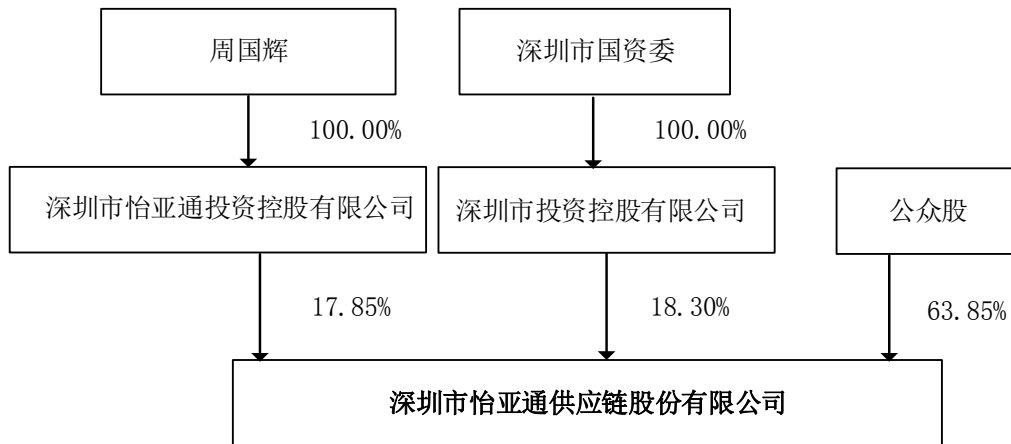 周国辉
深圳市国资委
100.00%
100.00%
深圳市怡亚通投资控股有限公司
深圳市投资控股有限公司
公众股
17.85%
18.30%
63.85%
深圳市怡亚通供应链股份有限公司